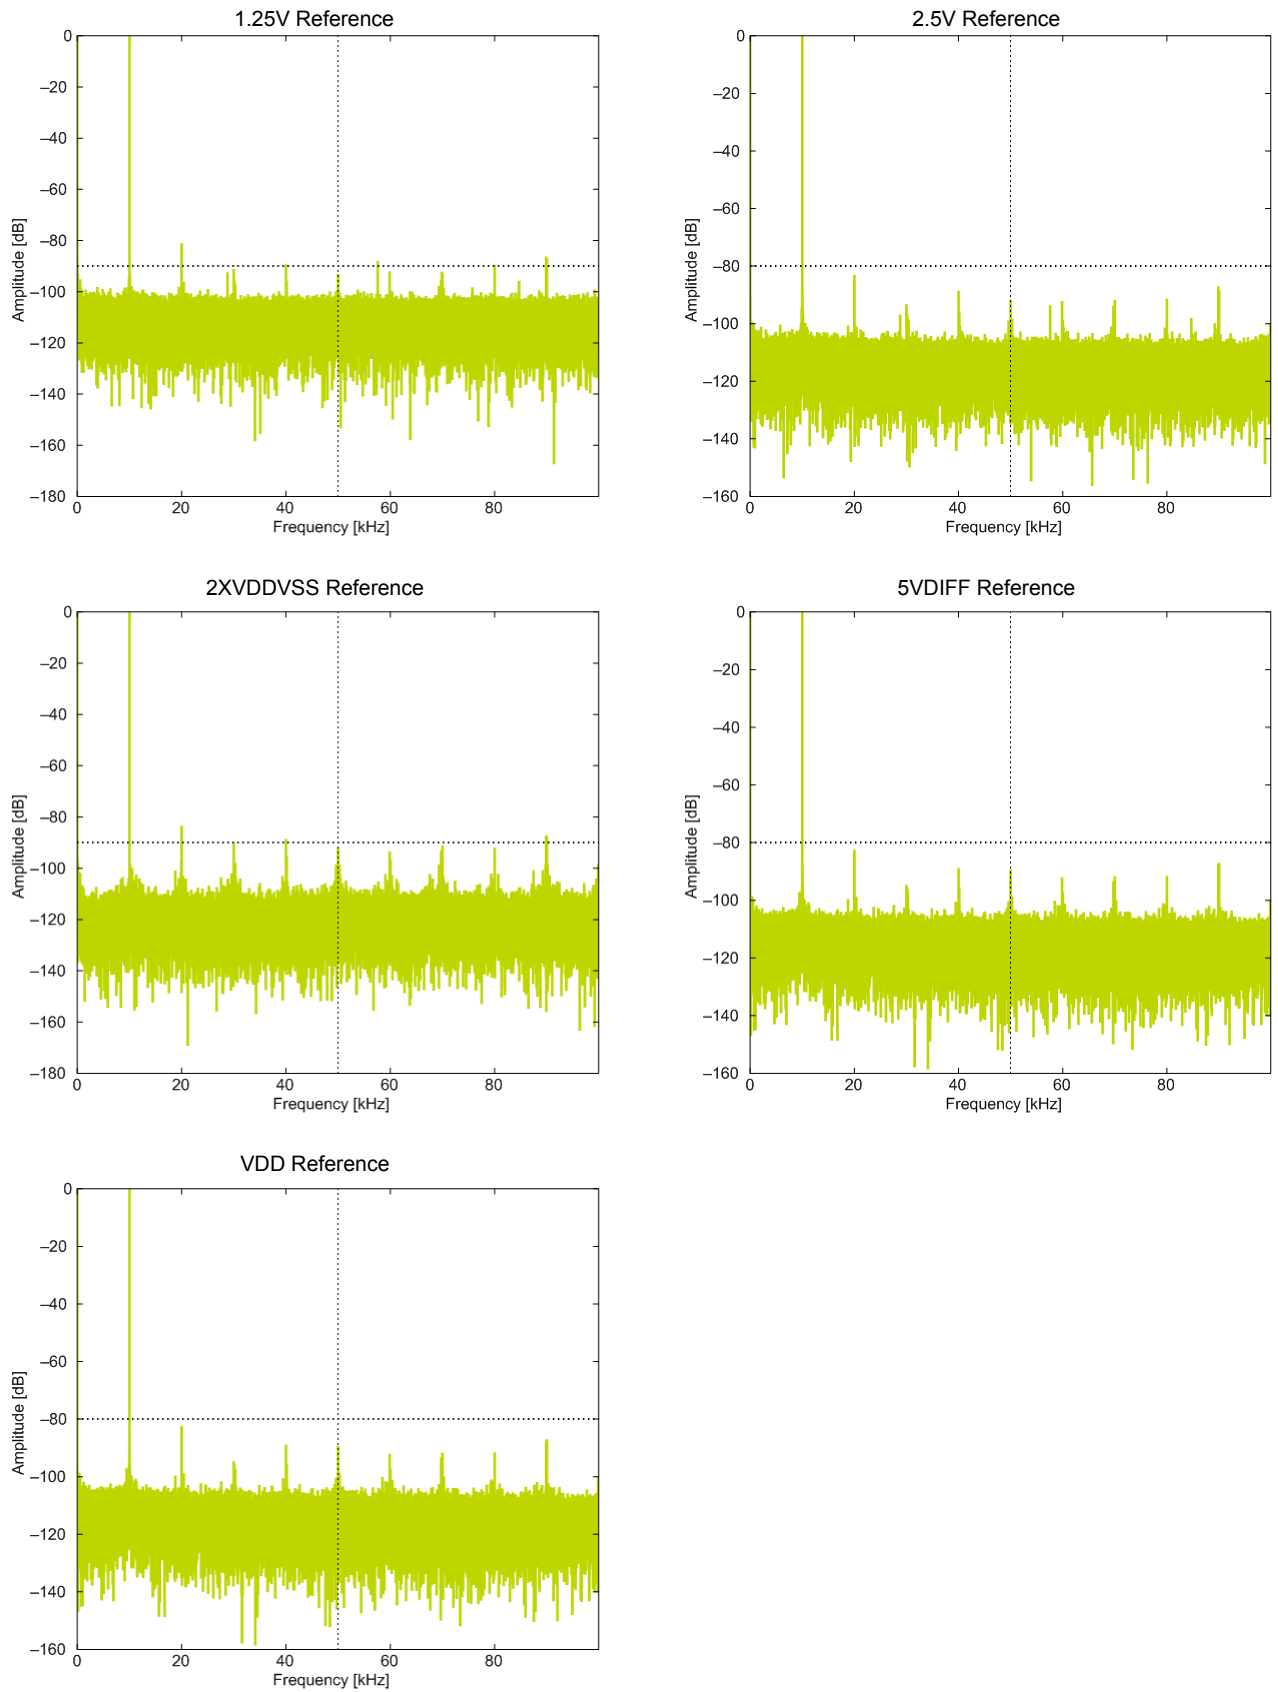 1.25V Reference
0
−20
−40
−60
−80
−100
−120
−140
−160
−180
Amplitude [dB]
0 20 40 60 80
Frequency [kHz]
2.5V Reference
0
−20
−40
−60
−80
−100
−120
−140
−160
Amplitude [dB]
0 20 40 60 80
Frequency [kHz]
2XVDDVSS Reference
0
−20
−40
−60
−80
−100
−120
−140
−160
−180
Amplitude [dB]
0 20 40 60 80
Frequency [kHz]
5VDIFF Reference
0
−20
−40
−60
−80
−100
−120
−140
−160
Amplitude [dB]
0 20 40 60 80
Frequency [kHz]
VDD Reference
0
−20
−40
−60
−80
−100
−120
−140
−160
Amplitude [dB]
0 20 40 60 80
Frequency [kHz]